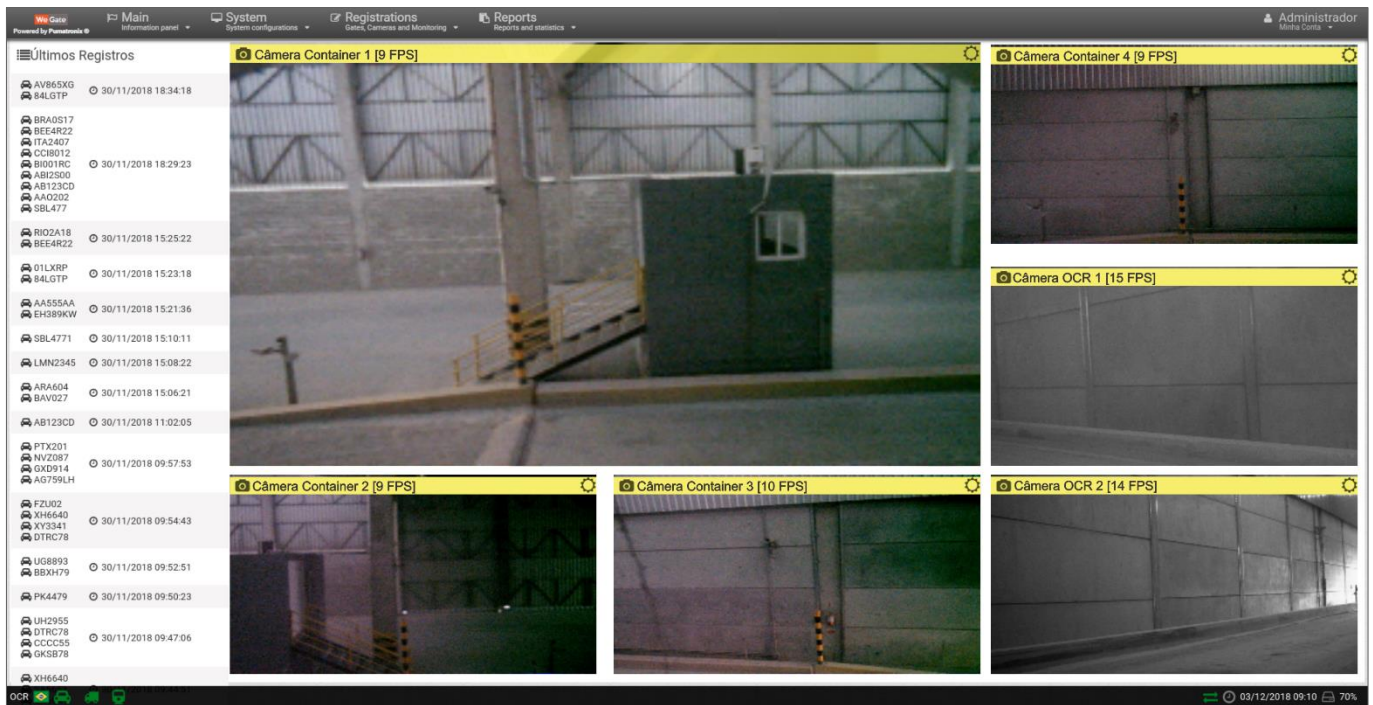 We Gate
Powered by Pumatronix ®
Main
Information panel
System
System configurations
Registrations
Gates, Cameras and Monitoring
Reports
Reports and statistics
Administrador
Minha Conta
Últimos Registros
AV865XG
84LGTP
30/11/2018 18:34:18
BRA0S17
BEE4R22
ITA2407
CCI8012
BI001RC
ABI2S00
AB123CD
AAO202
SBL477
30/11/2018 18:29:23
RIO2A18
BEE4R22
30/11/2018 15:25:22
01LXRP
84LGTP
30/11/2018 15:23:18
AA555AA
EH389KW
30/11/2018 15:21:36
SBL4771 30/11/2018 15:10:11
LMN2345 30/11/2018 15:08:22
ARA604
BAV027
30/11/2018 15:06:21
AB123CD 30/11/2018 11:02:05
PTX201
NVZ087
GXD914
AG759LH
30/11/2018 09:57:53
FZU02
XH6640
XY3341
DTRC78
30/11/2018 09:54:43
UG8893
BBXH79
30/11/2018 09:52:51
PK4479 30/11/2018 09:50:23
UH2955
DTRC78
CCCC55
GKSB78
30/11/2018 09:47:06
XH6640
Câmera Container 1 [9 FPS]
Câmera Container 4 [9 FPS]
Câmera OCR 1 [15 FPS]
Câmera Container 2 [9 FPS]
Câmera Container 3 [10 FPS]
Câmera OCR 2 [14 FPS]
OCR
03/12/2018 09:10 70%